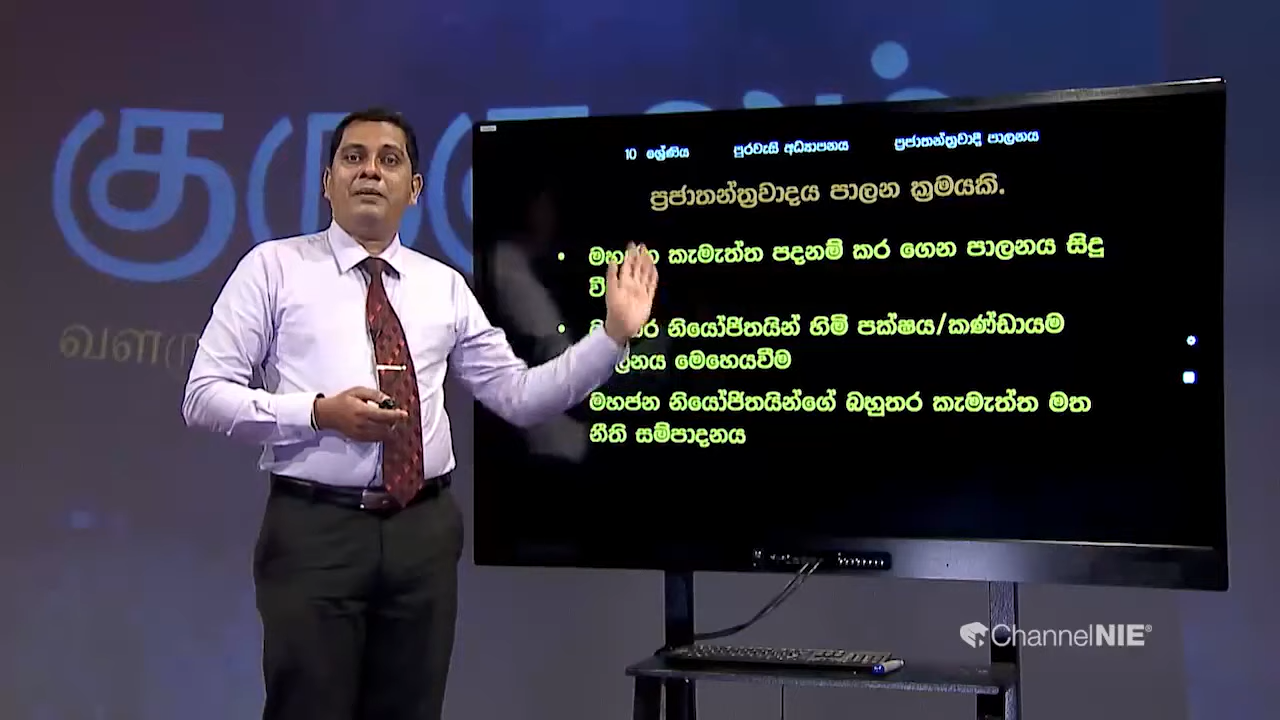 10 ශ්‍රේණිය පුරවැසි අධ්‍යාපනය ප්‍රජාතන්ත්‍රවාදී පාලනය
ප්‍රජාතන්ත්‍රවාදය පාලන ක්‍රමයකි.
කැමැත්ත පදනම් කර ගෙන පාලනය සිදු
නියෝජිතයින් හිමි පක්ෂය/කණ්ඩායම
මෙහෙයවීම
මහජන නියෝජිතයින්ගේ බහුතර කැමැත්ත මත
නීති සම්පාදනය
ChannelNIE®